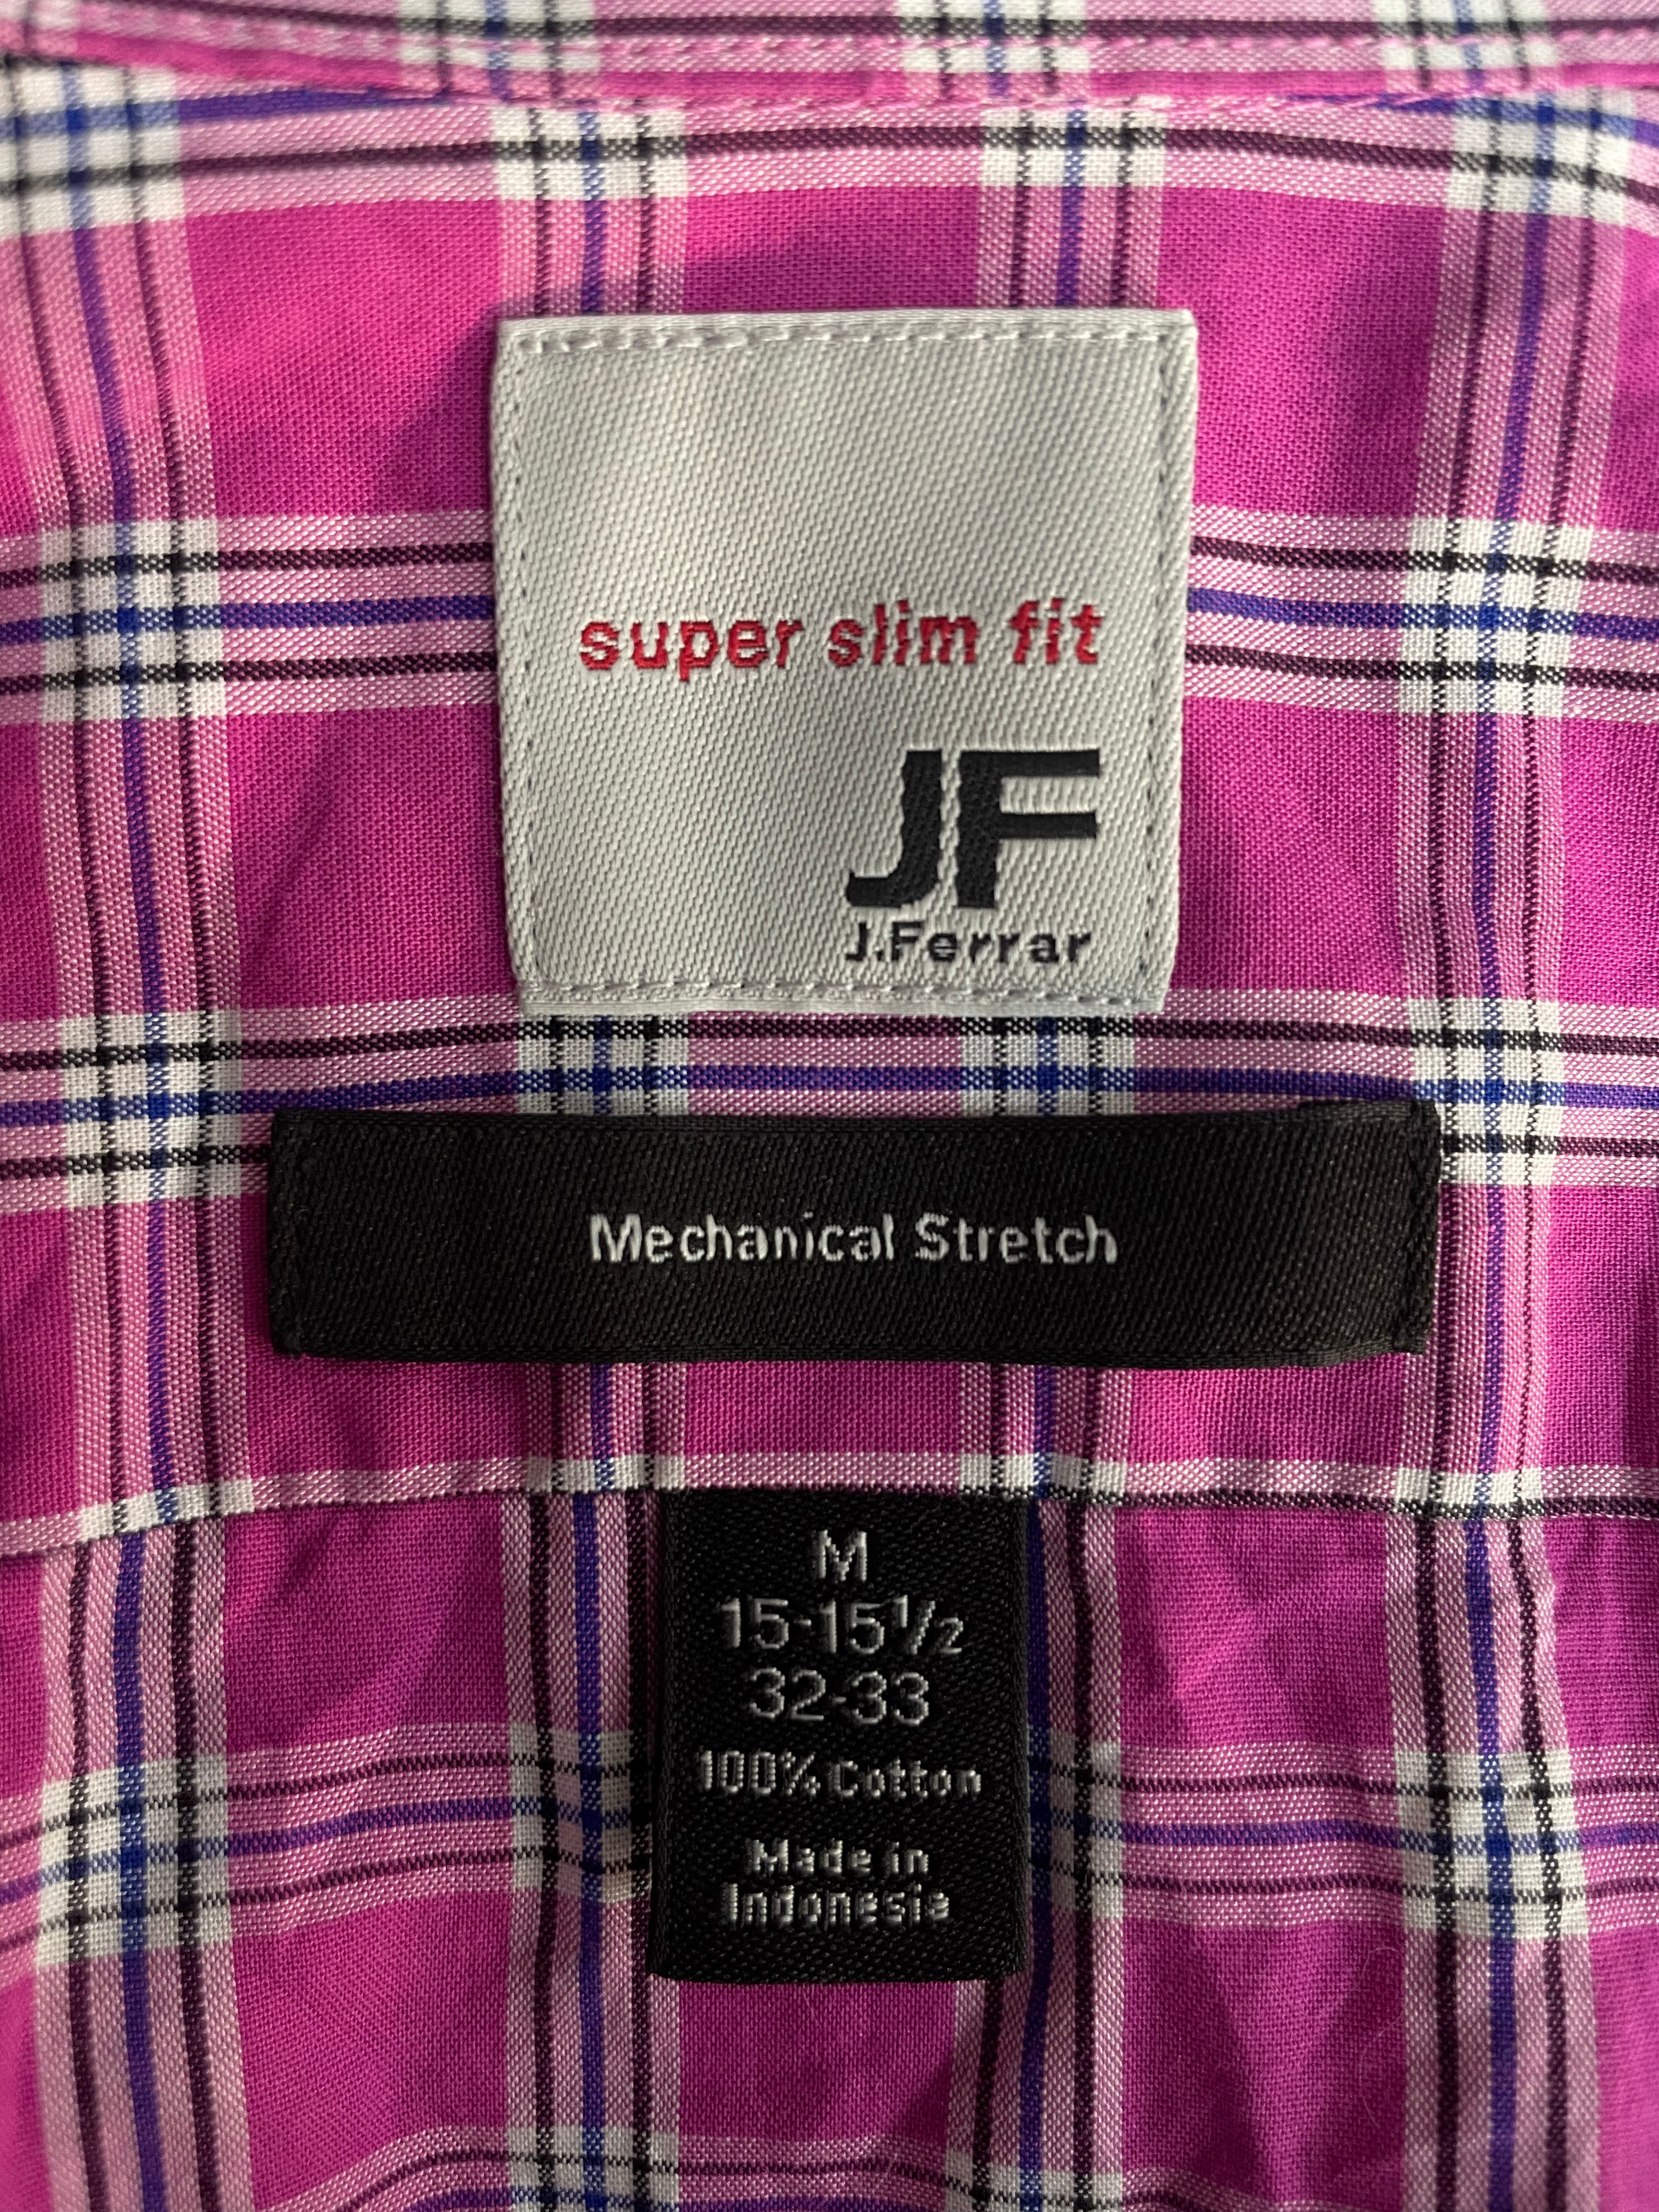 super slim fit
JF
J.Ferrar
Mechanical Stretch
M
15-15½
32-33
100% Cotton
Made in
Indonesia